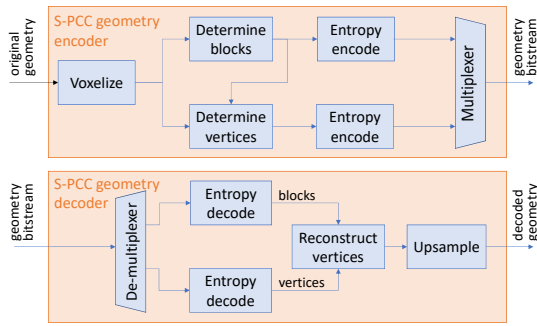 S-PCC geometry
encoder
original
geometry
Voxelize
Determine
blocks
Entropy
encode
Determine
vertices
Entropy
encode
Multiplexer
geometry
bitstream
S-PCC geometry
decoder
geometry
bitstream
De-multiplexer
Entropy
decode
blocks
Entropy
decode
vertices
Reconstruct
vertices
Upsample
decoded
geometry